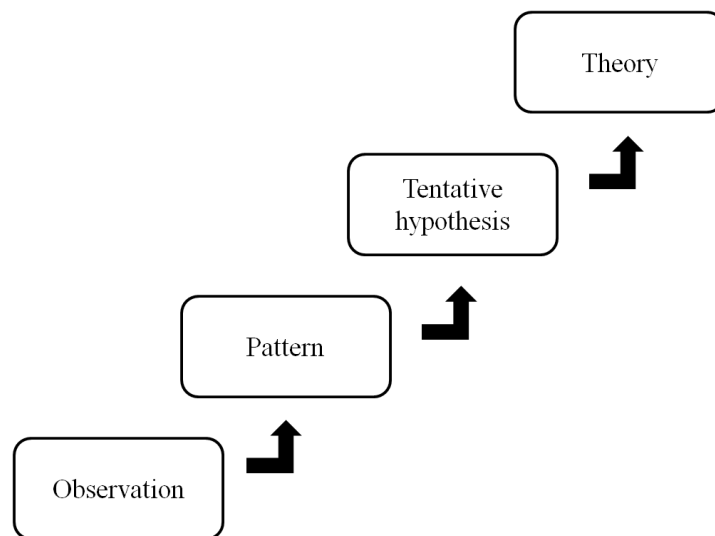 Theory
Tentative
hypothesis
Pattern
Observation